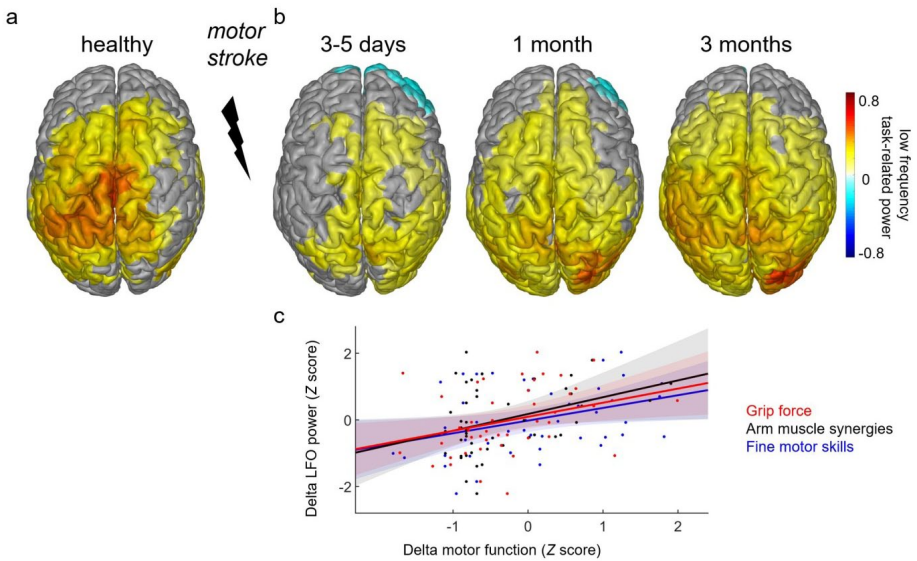 a
healthy
motor
stroke
b
3-5 days
1 month
3 months
0.8
0
-0.8
low frequency
task-related power
c
Delta LFO power (Z score)
2
0
-2
-1
0
1
2
Delta motor function (Z score)
Grip force
Arm muscle synergies
Fine motor skills